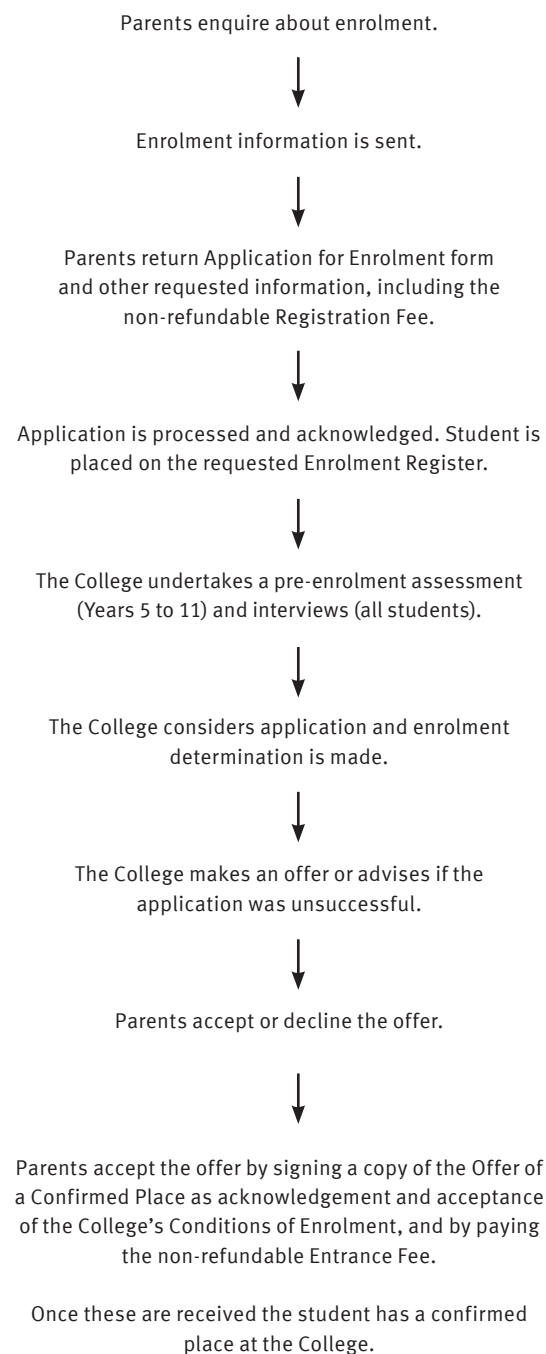 Parents enquire about enrolment.
Enrolment information is sent.
Parents return Application for Enrolment form
and other requested information, including the
non-refundable Registration Fee.
Application is processed and acknowledged. Student is
placed on the requested Enrolment Register.
The College undertakes a pre-enrolment assessment
(Years 5 to 11) and interviews (all students).
The College considers application and enrolment
determination is made.
The College makes an offer or advises if the
application was unsuccessful.
Parents accept or decline the offer.
Parents accept the offer by signing a copy of the Offer of
a Confirmed Place as acknowledgement and acceptance
of the College’s Conditions of Enrolment, and by paying
the non-refundable Entrance Fee.
Once these are received the student has a confirmed
place at the College.